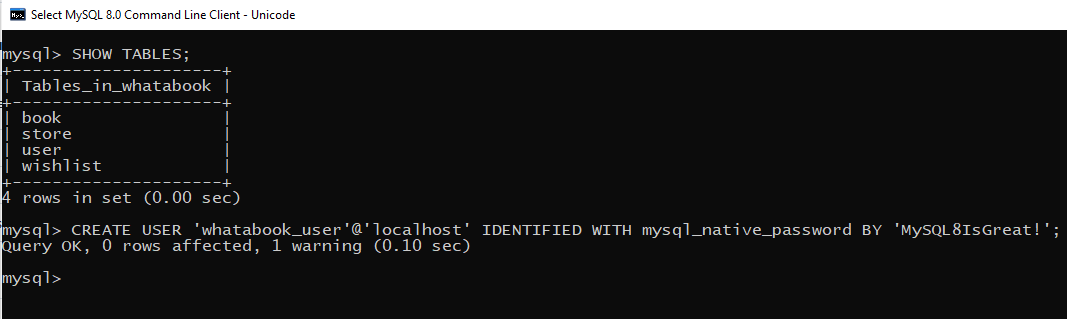 Select MySQL 8.0 Command Line Client - Unicode
mysql> SHOW TABLES;
+---------------------+
| Tables_in_whatabook |
+---------------------+
| book                |
| store               |
| user                |
| wishlist            |
+---------------------+
4 rows in set (0.00 sec)
mysql> CREATE USER 'whatabook_user'@'localhost' IDENTIFIED WITH mysql_native_password BY 'MySQL8IsGreat!';
Query OK, 0 rows affected, 1 warning (0.10 sec)
mysql>